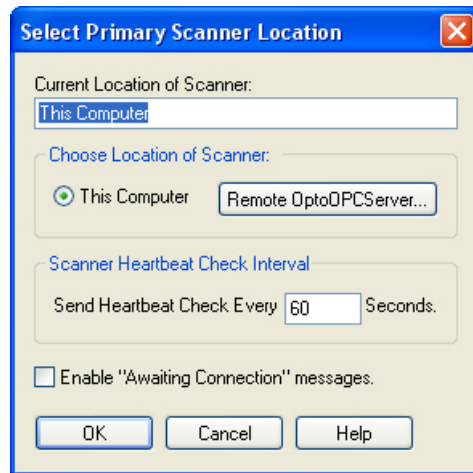 Select Primary Scanner Location
Current Location of Scanner:
This Computer
Choose Location of Scanner:
This Computer Remote OptoOPCServer...
Scanner Heartbeat Check Interval
Send Heartbeat Check Every 60 Seconds.
Enable "Awaiting Connection" messages.
OK Cancel Help